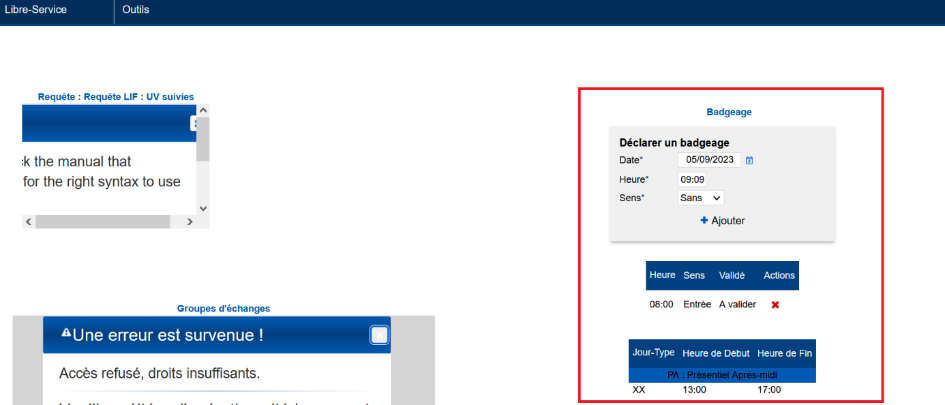 Libre-Service Outils
Requête : Requête LIF : UV suivies
k the manual that
for the right syntax to use
Groupes d'échanges
Une erreur est survenue !
Accès refusé, droits insuffisants.
Badgeage
Déclarer un badgeage
Date* 05/09/2023
Heure* 09:09
Sens* Sans
+ Ajouter
Heure Sens Validé Actions
08:00 Entrée A valider
Jour-Type Heure de Début Heure de Fin
PA : Présentiel Après-midi
XX 13:00 17:00